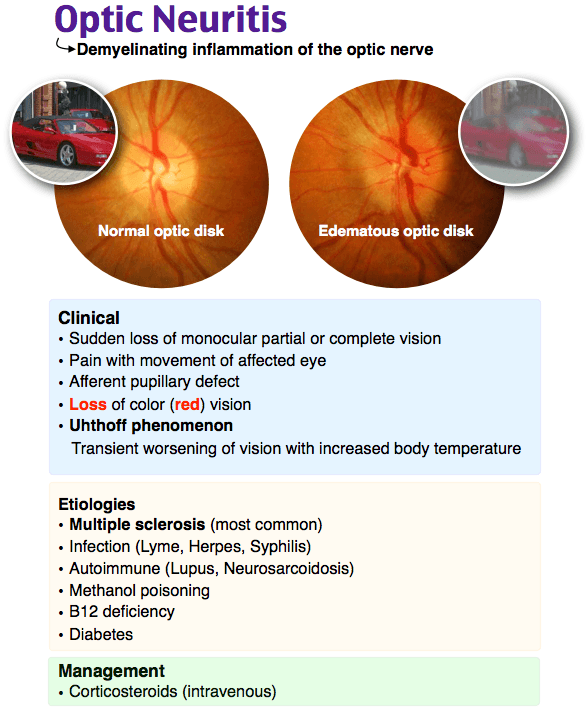 Optic Neuritis
Demyelinating inflammation of the optic nerve
Normal optic disk
Edematous optic disk
Clinical
• Sudden loss of monocular partial or complete vision
• Pain with movement of affected eye
• Afferent pupillary defect
• Loss of color (red) vision
• Uhthoff phenomenon
Transient worsening of vision with increased body temperature
Etiologies
• Multiple sclerosis (most common)
• Infection (Lyme, Herpes, Syphilis)
• Autoimmune (Lupus, Neurosarcoidosis)
• Methanol poisoning
• B12 deficiency
• Diabetes
Management
• Corticosteroids (intravenous)